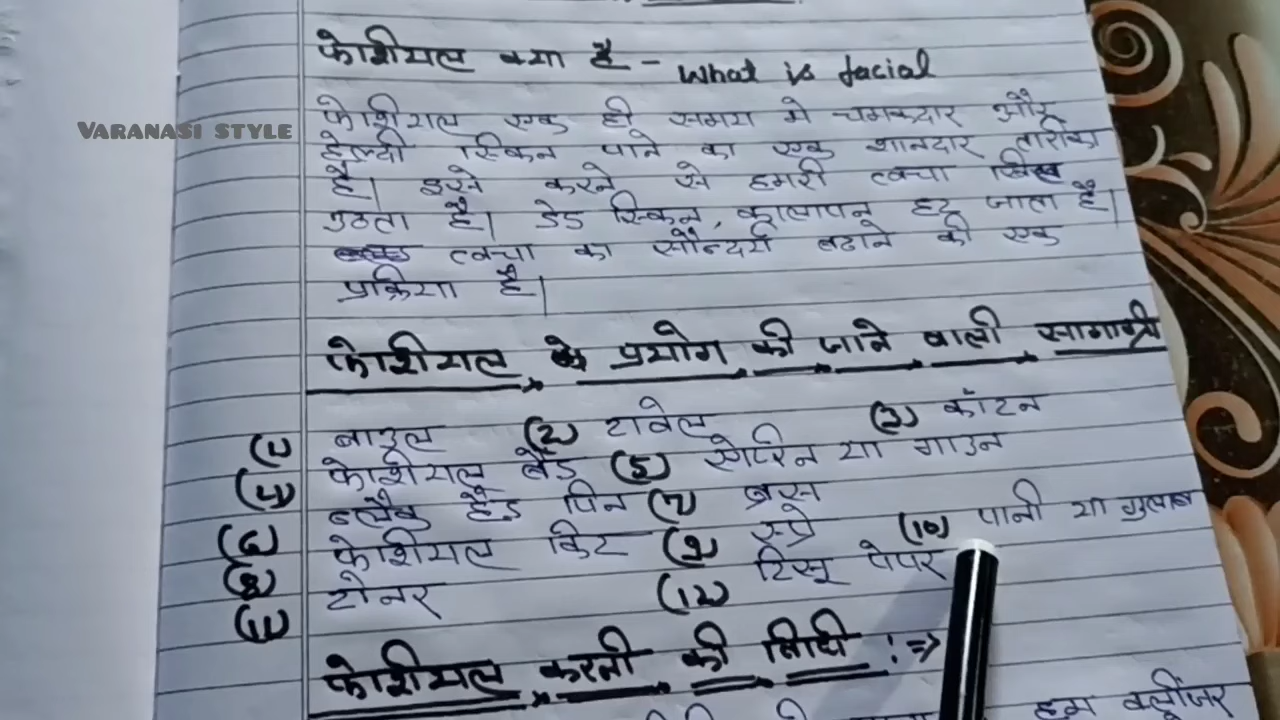 फेशियल क्या है - What is facial
VARANASI STYLE
फेशियल एक ही समय मे चमकदार और
हेल्दी स्किन पाने का एक शानदार तरीका
है। इसे करने से हमरी त्वचा खिल
उठता है। डेड स्किन, कालापन हट जाता है।
त्वचा का सौन्दर्य बढाने की एक
प्रक्रिया है।
फेशियल के प्रयोग की जाने वाली सामाग्री
(1) बाउल (2) टावेल (3) कॉटन
(4) फेशियल बैंड (5) एपरिन या गाउन
(6) ब्लैक हैड पिन (7) ब्रस
(8) फेशियल किट (9) स्प्रे (10) पानी या गुलाब
(11) टोनर (12) टिसू पेपर
फेशियल करनी की विधी :⇒
हम क्लींजर